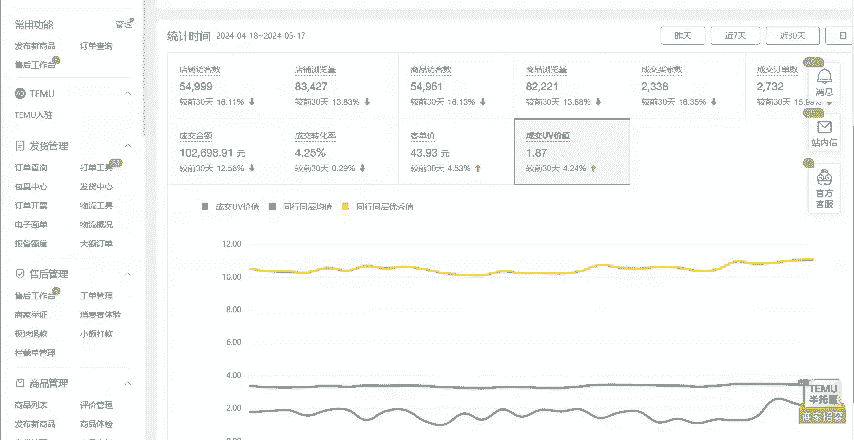 常用功能
管理
发布新商品 订单查询
售后工作台
TEMU
TEMU入驻
发货管理
订单查询 打单工具
包裹中心 发货中心
订单开票 物流工具
电子面单 物流概况
报备额度 大额订单
售后管理
售后工作台 工单管理
商家举证 消费者体验
极速退款 小额打款
拦截单管理
商品管理
商品列表 评价管理
发布新商品 商品体检
统计时间 2024-04-18~2024-05-17
昨天 近7天 近30天 日
店铺访客数 店铺浏览量 商品访客数 商品浏览量 成交买家数 成交订单数
54,999 83,427 54,961 82,221 2,338 2,732
较前30天 16.11% 较前30天 13.83% 较前30天 16.13% 较前30天 13.88% 较前30天 16.35% 较前30天
成交金额 成交转化率 客单价 成交UV价值
102,698.91 元 4.25% 43.93 元 1.87
较前30天 12.56% 较前30天 0.29% 较前30天 4.53% 较前30天 4.24%
成交UV价值 同行同层均值 同行同层优秀值
12.00
10.00
8.00
6.00
4.00
2.00
消息
站内信
官方
客服
TEMU
半托管
商家招募